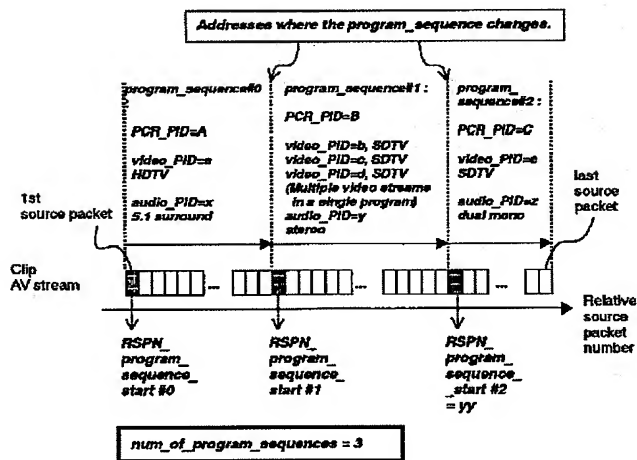 Addresses where the program_sequence changes.
program_sequence#0
:
PCR_PID=A
video_PID=a
HDTV
audio_PID=x
5.1 surround
program_sequence#1 :
PCR_PID=B
video_PID=b, SDTV
video_PID=c, SDTV
video_PID=d, SDTV
(Multiple video streams
in a single program)
audio_PID=y
stereo
program_
sequence#2 :
PCR_PID=C
video_PID=e
SDTV
audio_PID=z
dual mono
1st
source packet
last
source
packet
Clip
AV stream
... ... ...
Relative
source
packet
number
RSPN_
program_
sequence_
start #0
RSPN_
program_
sequence_
start #1
RSPN_
program_
sequence_
_start #2
= yy
num_of_program_sequences = 3